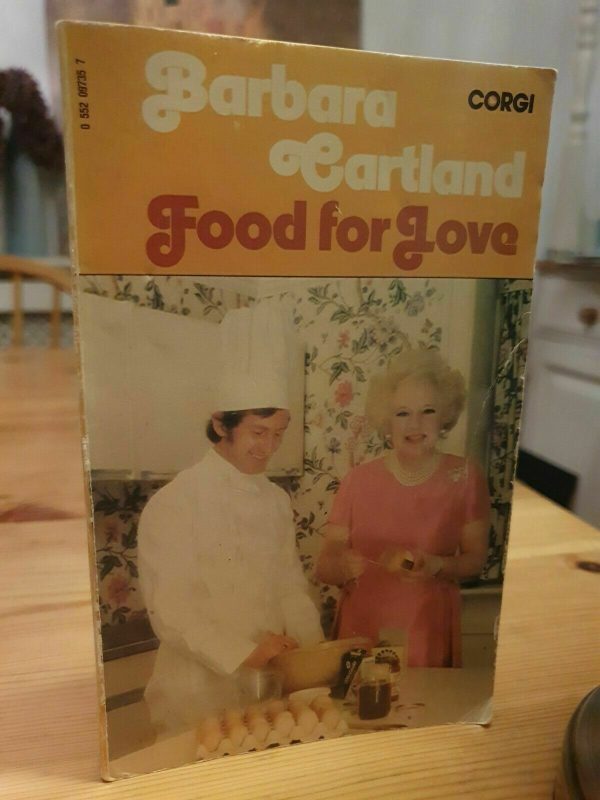 0 552 09735 7
Barbara
CORGI
Cartland
Food for Love